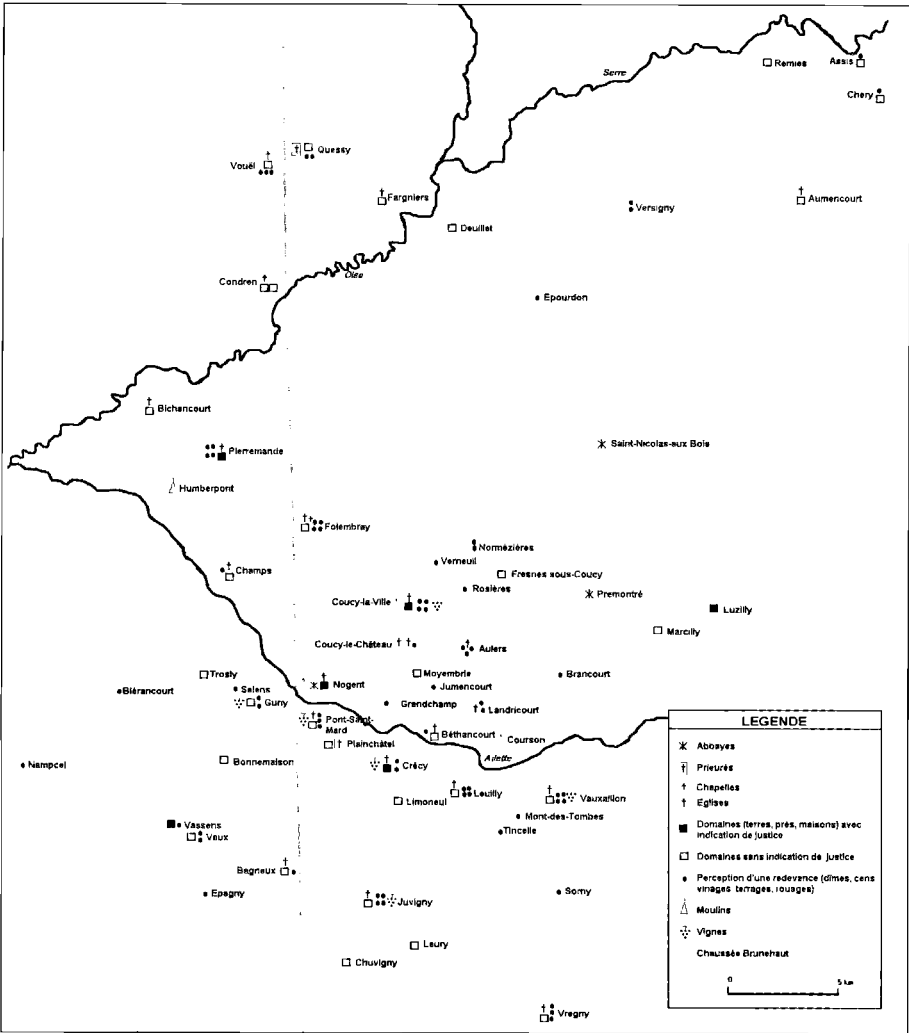 Remies
Assis
Serre
Chery
Quessy
Vouël
Fargniers
Aumencourt
Versigny
Deuillet
Condren
Oise
Epourdon
Bichancourt
Saint-Nicolas-aux Bois
Pierremande
Humberpont
Folembray
Normézières
Verneuil
Champs
Fresnes sous-Coucy
Rosières
Premontré
Coucy-la-Ville
Luzilly
Marcilly
Coucy-le-Château
Aulers
Trosly
Moyembrie
Brancourt
Nogent
Jumencourt
Blérancourt
Selens
Guny
Grendchamp
Landricourt
Pont-Saint-
Mard
Béthancourt
Courson
Plainchâtel
Ailette
Nampcel
Bonnemaison
Crécy
Leuilly
Vauxaillon
Limoneul
Mont-des-Tombes
Vassens
Tincelle
Vaux
Bagneux
Epagny
Sorny
Juvigny
Leury
Chuvigny
Vregny
LEGENDE
Abbayes
Prieurés
Chapelles
Eglises
Domaines (terres, prés, maisons) avec
indication de justice
Domaines sans indication de justice
Perception d'une redevance (dîmes, cens
vinages, terrages, rouages)
Moulins
Vignes
Chaussée Brunehaut
0 5 km